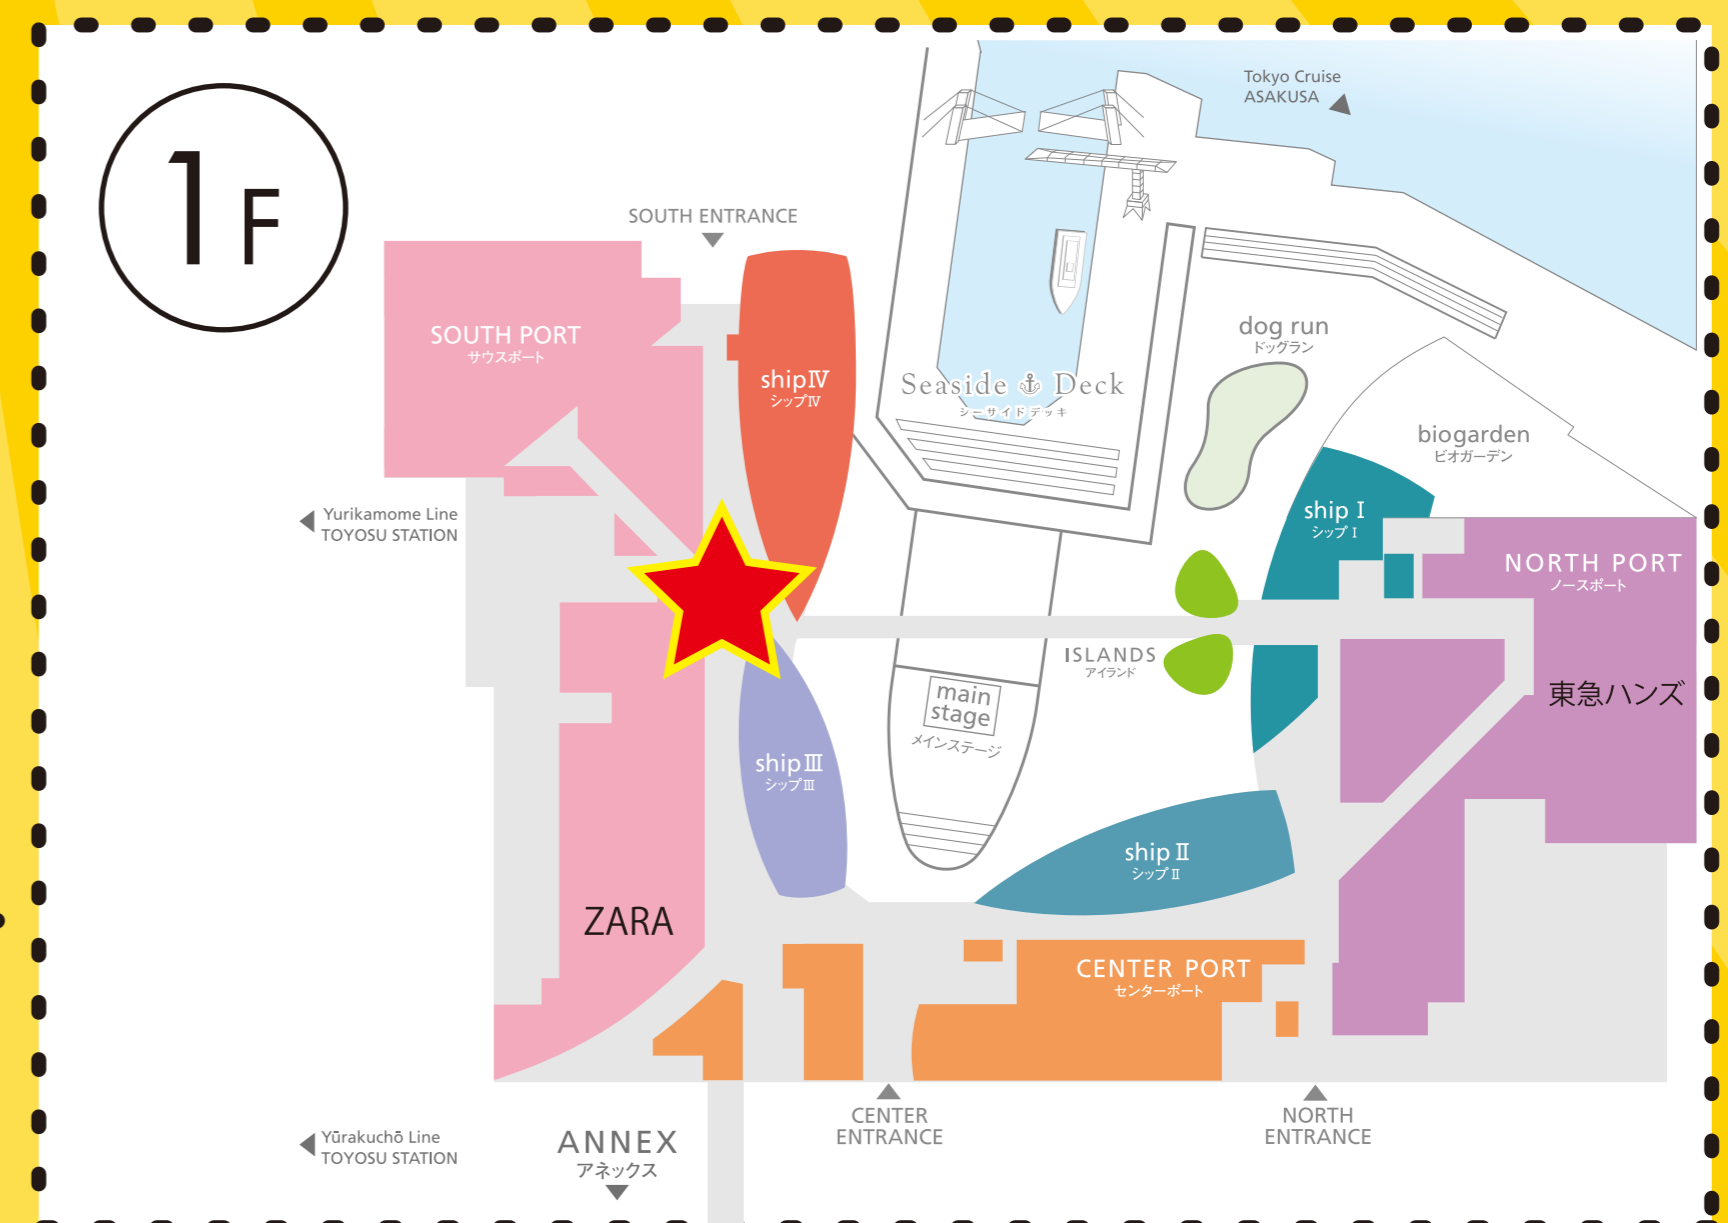 1F
Tokyo Cruise
ASAKUSA
SOUTH ENTRANCE
SOUTH PORT
サウスポート
shipⅣ
シップⅣ
Seaside Deck
シーサイドデッキ
dog run
ドッグラン
biogarden
ビオガーデン
Yurikamome Line
TOYOSU STATION
ship Ⅰ
シップⅠ
NORTH PORT
ノースポート
ISLANDS
アイランド
main
stage
メインステージ
東急ハンズ
shipⅢ
シップⅢ
ship Ⅱ
シップⅡ
ZARA
CENTER PORT
センターポート
CENTER
ENTRANCE
NORTH
ENTRANCE
Yūrakuchō Line
TOYOSU STATION
ANNEX
アネックス